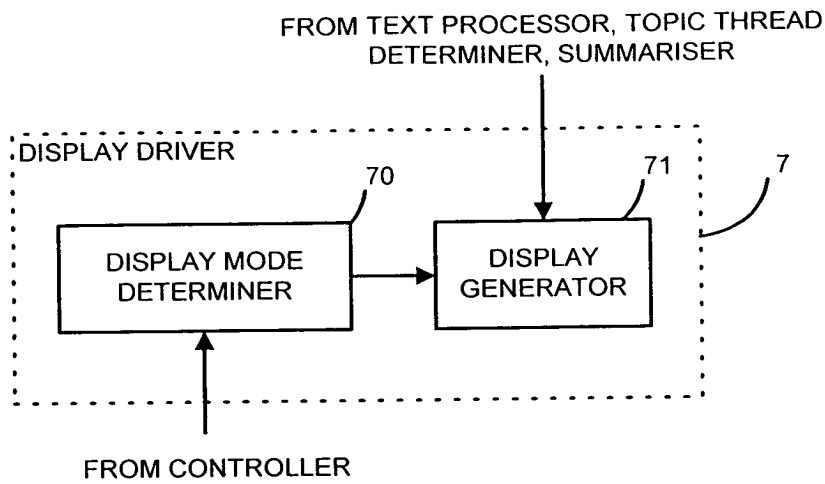 FROM TEXT PROCESSOR, TOPIC THREAD
DETERMINER, SUMMARISER
DISPLAY DRIVER
70
71
7
DISPLAY MODE
DETERMINER
DISPLAY
GENERATOR
FROM CONTROLLER